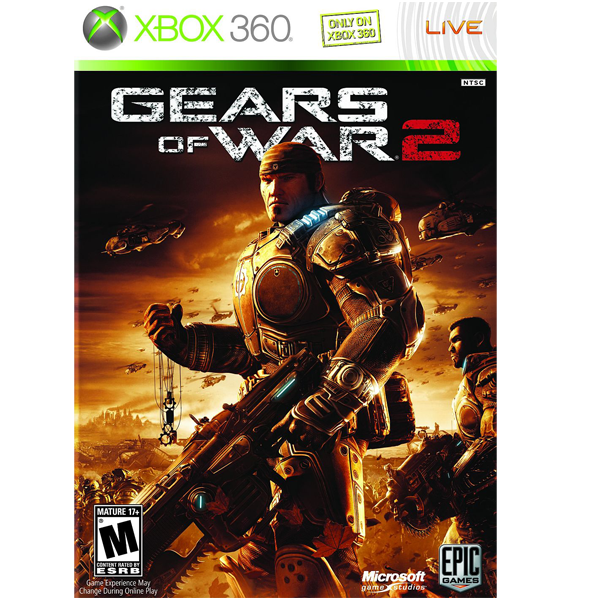 XBOX 360
ONLY ON
XBOX 360
LIVE
NTSC
GEARS
OF WAR 2
MATURE 17+
M
CONTENT RATED BY
ESRB
Game Experience May
Change During Online Play
Microsoft
game studios
EPIC
GAMES